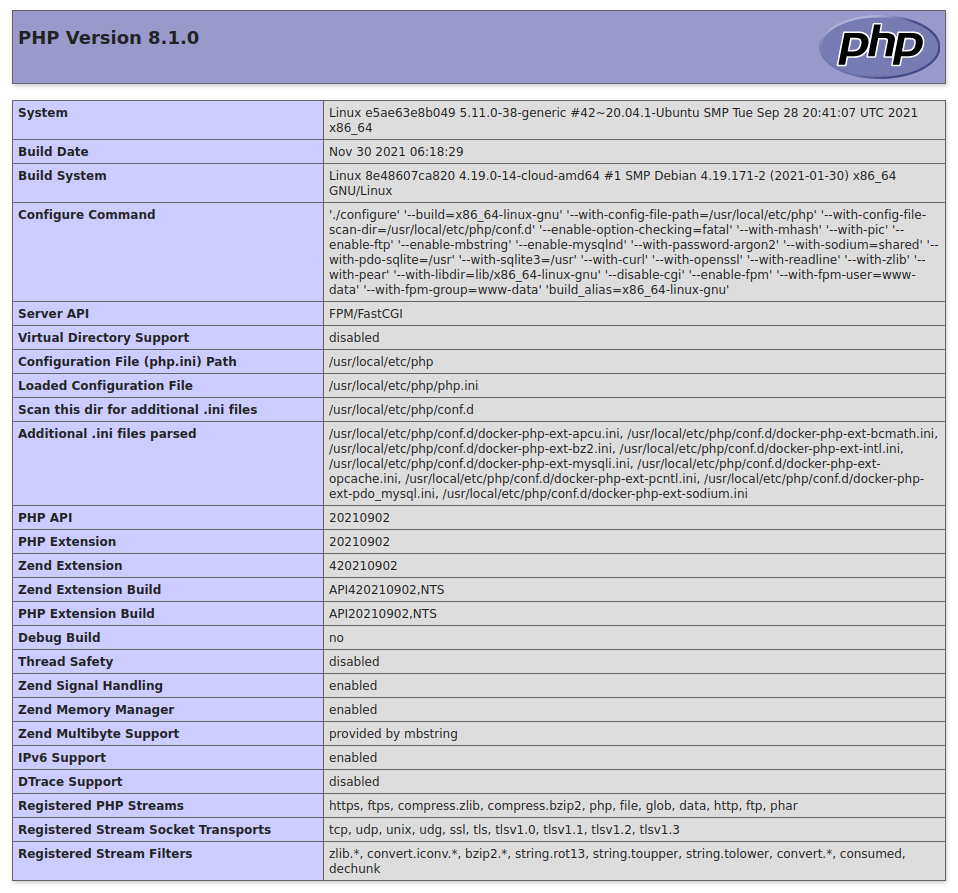 PHP Version 8.1.0
php
System
Linux e5ae63e8b049 5.11.0-38-generic #42~20.04.1-Ubuntu SMP Tue Sep 28 20:41:07 UTC 2021
x86_64
Build Date
Nov 30 2021 06:18:29
Build System
Linux 8e48607ca820 4.19.0-14-cloud-amd64 #1 SMP Debian 4.19.171-2 (2021-01-30) x86_64
GNU/Linux
Configure Command
'./configure' '--build=x86_64-linux-gnu' '--with-config-file-path=/usr/local/etc/php' '--with-config-file-
scan-dir=/usr/local/etc/php/conf.d' '--enable-option-checking=fatal' '--with-mhash' '--with-pic' '--
enable-ftp' '--enable-mbstring' '--enable-mysqlnd' '--with-password-argon2' '--with-sodium=shared' '--
with-pdo-sqlite=/usr' '--with-sqlite3=/usr' '--with-curl' '--with-openssl' '--with-readline' '--with-zlib' '--
with-pear' '--with-libdir=lib/x86_64-linux-gnu' '--disable-cgi' '--enable-fpm' '--with-fpm-user=www-
data' '--with-fpm-group=www-data' 'build_alias=x86_64-linux-gnu'
Server API
FPM/FastCGI
Virtual Directory Support
disabled
Configuration File (php.ini) Path
/usr/local/etc/php
Loaded Configuration File
/usr/local/etc/php/php.ini
Scan this dir for additional .ini files
/usr/local/etc/php/conf.d
Additional .ini files parsed
/usr/local/etc/php/conf.d/docker-php-ext-apcu.ini, /usr/local/etc/php/conf.d/docker-php-ext-bcmath.ini,
/usr/local/etc/php/conf.d/docker-php-ext-bz2.ini, /usr/local/etc/php/conf.d/docker-php-ext-intl.ini,
/usr/local/etc/php/conf.d/docker-php-ext-mysqli.ini, /usr/local/etc/php/conf.d/docker-php-ext-
opcache.ini, /usr/local/etc/php/conf.d/docker-php-ext-pcntl.ini, /usr/local/etc/php/conf.d/docker-php-
ext-pdo_mysql.ini, /usr/local/etc/php/conf.d/docker-php-ext-sodium.ini
PHP API
20210902
PHP Extension
20210902
Zend Extension
420210902
Zend Extension Build
API420210902,NTS
PHP Extension Build
API20210902,NTS
Debug Build
no
Thread Safety
disabled
Zend Signal Handling
enabled
Zend Memory Manager
enabled
Zend Multibyte Support
provided by mbstring
IPv6 Support
enabled
DTrace Support
disabled
Registered PHP Streams
https, ftps, compress.zlib, compress.bzip2, php, file, glob, data, http, ftp, phar
Registered Stream Socket Transports
tcp, udp, unix, udg, ssl, tls, tlsv1.0, tlsv1.1, tlsv1.2, tlsv1.3
Registered Stream Filters
zlib.*, convert.iconv.*, bzip2.*, string.rot13, string.toupper, string.tolower, convert.*, consumed,
dechunk